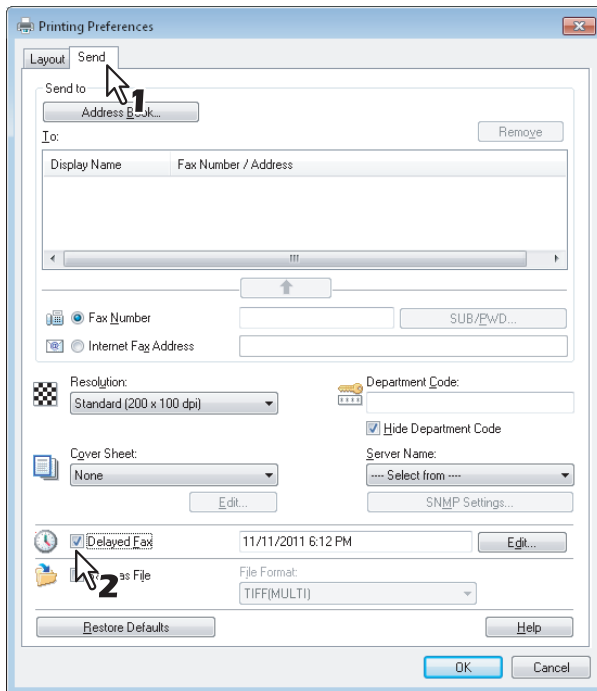 Printing Preferences
Layout Send
Send to
1
Address Book...
To:
Remove
Display Name Fax Number / Address
Fax Number
SUB/PWD...
Internet Fax Address
Resolution:
Standard (200 x 100 dpi)
Department Code:
Hide Department Code
Cover Sheet:
None
Server Name:
---- Select from ----
Edit...
SNMP Settings...
Delayed Fax 11/11/2011 6:12 PM Edit...
2
as File
File Format:
TIFF(MULTI)
Restore Defaults
Help
OK Cancel